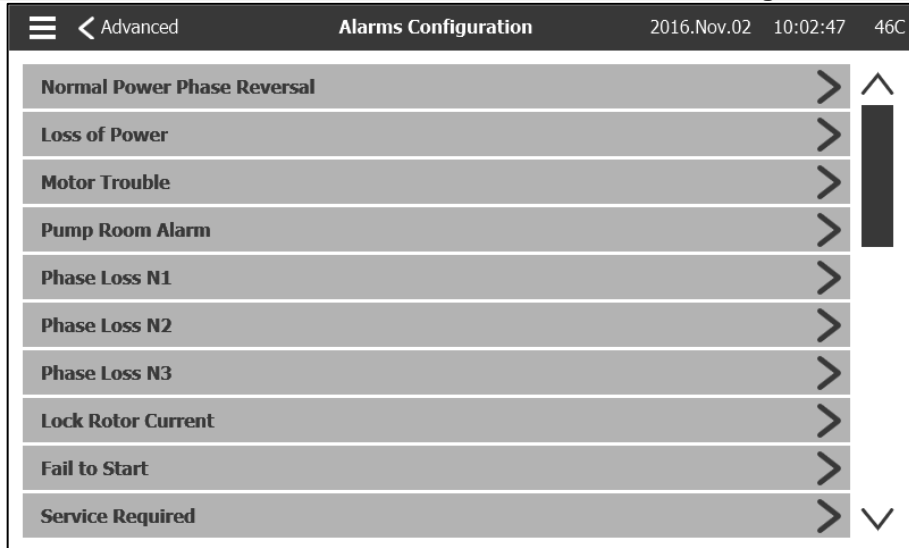 Advanced Alarms Configuration 2016.Nov.02 10:02:47 46C
Normal Power Phase Reversal
Loss of Power
Motor Trouble
Pump Room Alarm
Phase Loss N1
Phase Loss N2
Phase Loss N3
Lock Rotor Current
Fail to Start
Service Required